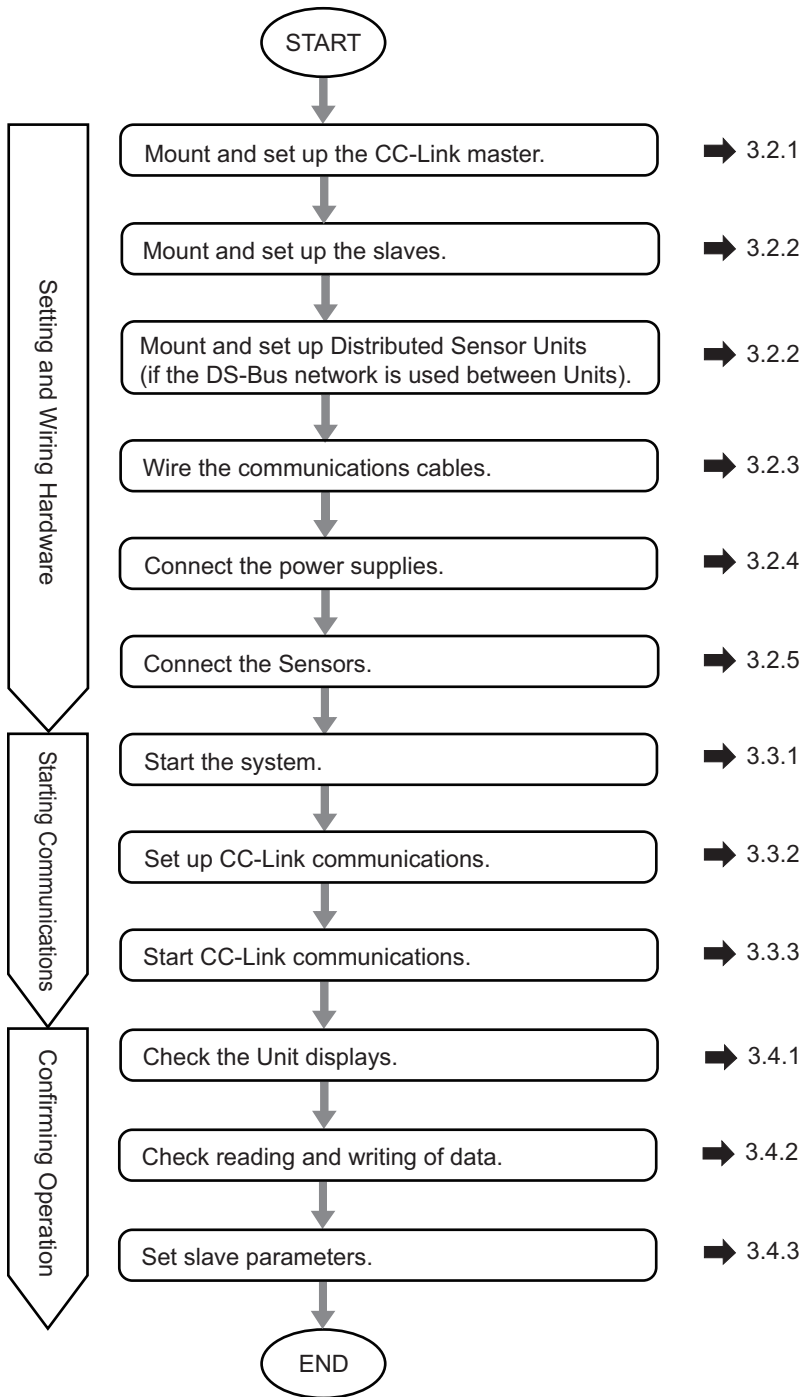 START
Setting and Wiring Hardware
Mount and set up the CC-Link master.
3.2.1
Mount and set up the slaves.
3.2.2
Mount and set up Distributed Sensor Units
(if the DS-Bus network is used between Units).
3.2.2
Wire the communications cables.
3.2.3
Connect the power supplies.
3.2.4
Connect the Sensors.
3.2.5
Starting Communications
Start the system.
3.3.1
Set up CC-Link communications.
3.3.2
Start CC-Link communications.
3.3.3
Confirming Operation
Check the Unit displays.
3.4.1
Check reading and writing of data.
3.4.2
Set slave parameters.
3.4.3
END